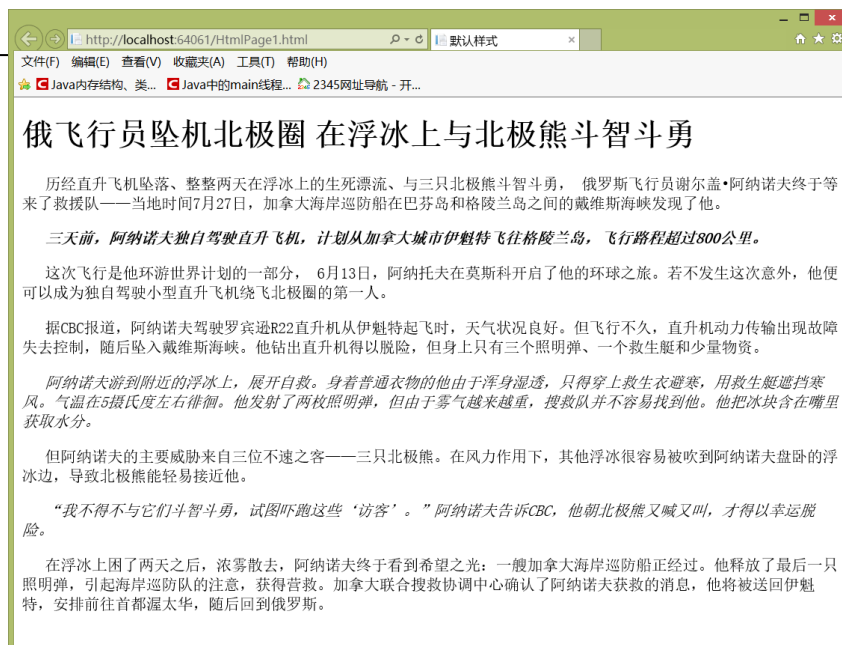 http://localhost:64061/HtmlPage1.html
默认样式
文件(F) 编辑(E) 查看(V) 收藏夹(A) 工具(T) 帮助(H)
Java内存结构、类... Java中的main线程... 2345网址导航 - 开...
俄飞行员坠机北极圈 在浮冰上与北极熊斗智斗勇
历经直升飞机坠落、整整两天在浮冰上的生死漂流、与三只北极熊斗智斗勇， 俄罗斯飞行员谢尔盖•阿纳诺夫终于等
来了救援队——当地时间7月27日，加拿大海岸巡防船在巴芬岛和格陵兰岛之间的戴维斯海峡发现了他。
三天前，阿纳诺夫独自驾驶直升飞机，计划从加拿大城市伊魁特飞往格陵兰岛，飞行路程超过800公里。
这次飞行是他环游世界计划的一部分， 6月13日，阿纳托夫在莫斯科开启了他的环球之旅。若不发生这次意外，他便
可以成为独自驾驶小型直升飞机绕飞北极圈的第一人。
据CBC报道，阿纳诺夫驾驶罗宾逊R22直升机从伊魁特起飞时，天气状况良好。但飞行不久，直升机动力传输出现故障
失去控制，随后坠入戴维斯海峡。他钻出直升机得以脱险，但身上只有三个照明弹、一个救生艇和少量物资。
阿纳诺夫游到附近的浮冰上，展开自救。身着普通衣物的他由于浑身湿透，只得穿上救生衣避寒，用救生艇遮挡寒
风。气温在5摄氏度左右徘徊。他发射了两枚照明弹，但由于雾气越来越重，搜救队并不容易找到他。他把冰块含在嘴里
获取水分。
但阿纳诺夫的主要威胁来自三位不速之客——三只北极熊。在风力作用下，其他浮冰很容易被吹到阿纳诺夫盘卧的浮
冰边，导致北极熊能轻易接近他。
“我不得不与它们斗智斗勇，试图吓跑这些‘访客’。”阿纳诺夫告诉CBC，他朝北极熊又喊又叫，才得以幸运脱
险。
在浮冰上困了两天之后，浓雾散去，阿纳诺夫终于看到希望之光：一艘加拿大海岸巡防船正经过。他释放了最后一只
照明弹，引起海岸巡防队的注意，获得营救。加拿大联合搜救协调中心确认了阿纳诺夫获救的消息，他将被送回伊魁
特，安排前往首都渥太华，随后回到俄罗斯。